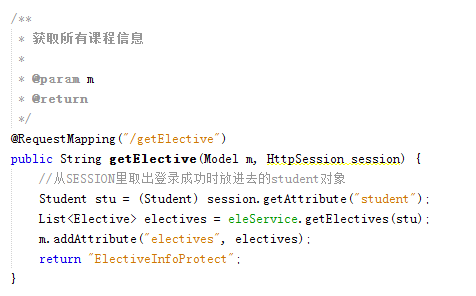 /**
 * 获取所有课程信息
 *
 * @param m
 * @return
 */
@RequestMapping("/getElective")
public String getElective(Model m, HttpSession session) {
    //从SESSION里取出登录成功时放进去的student对象
    Student stu = (Student) session.getAttribute("student");
    List<Elective> electives = eleService.getElectives(stu);
    m.addAttribute("electives", electives);
    return "ElectiveInfoProtect";
}